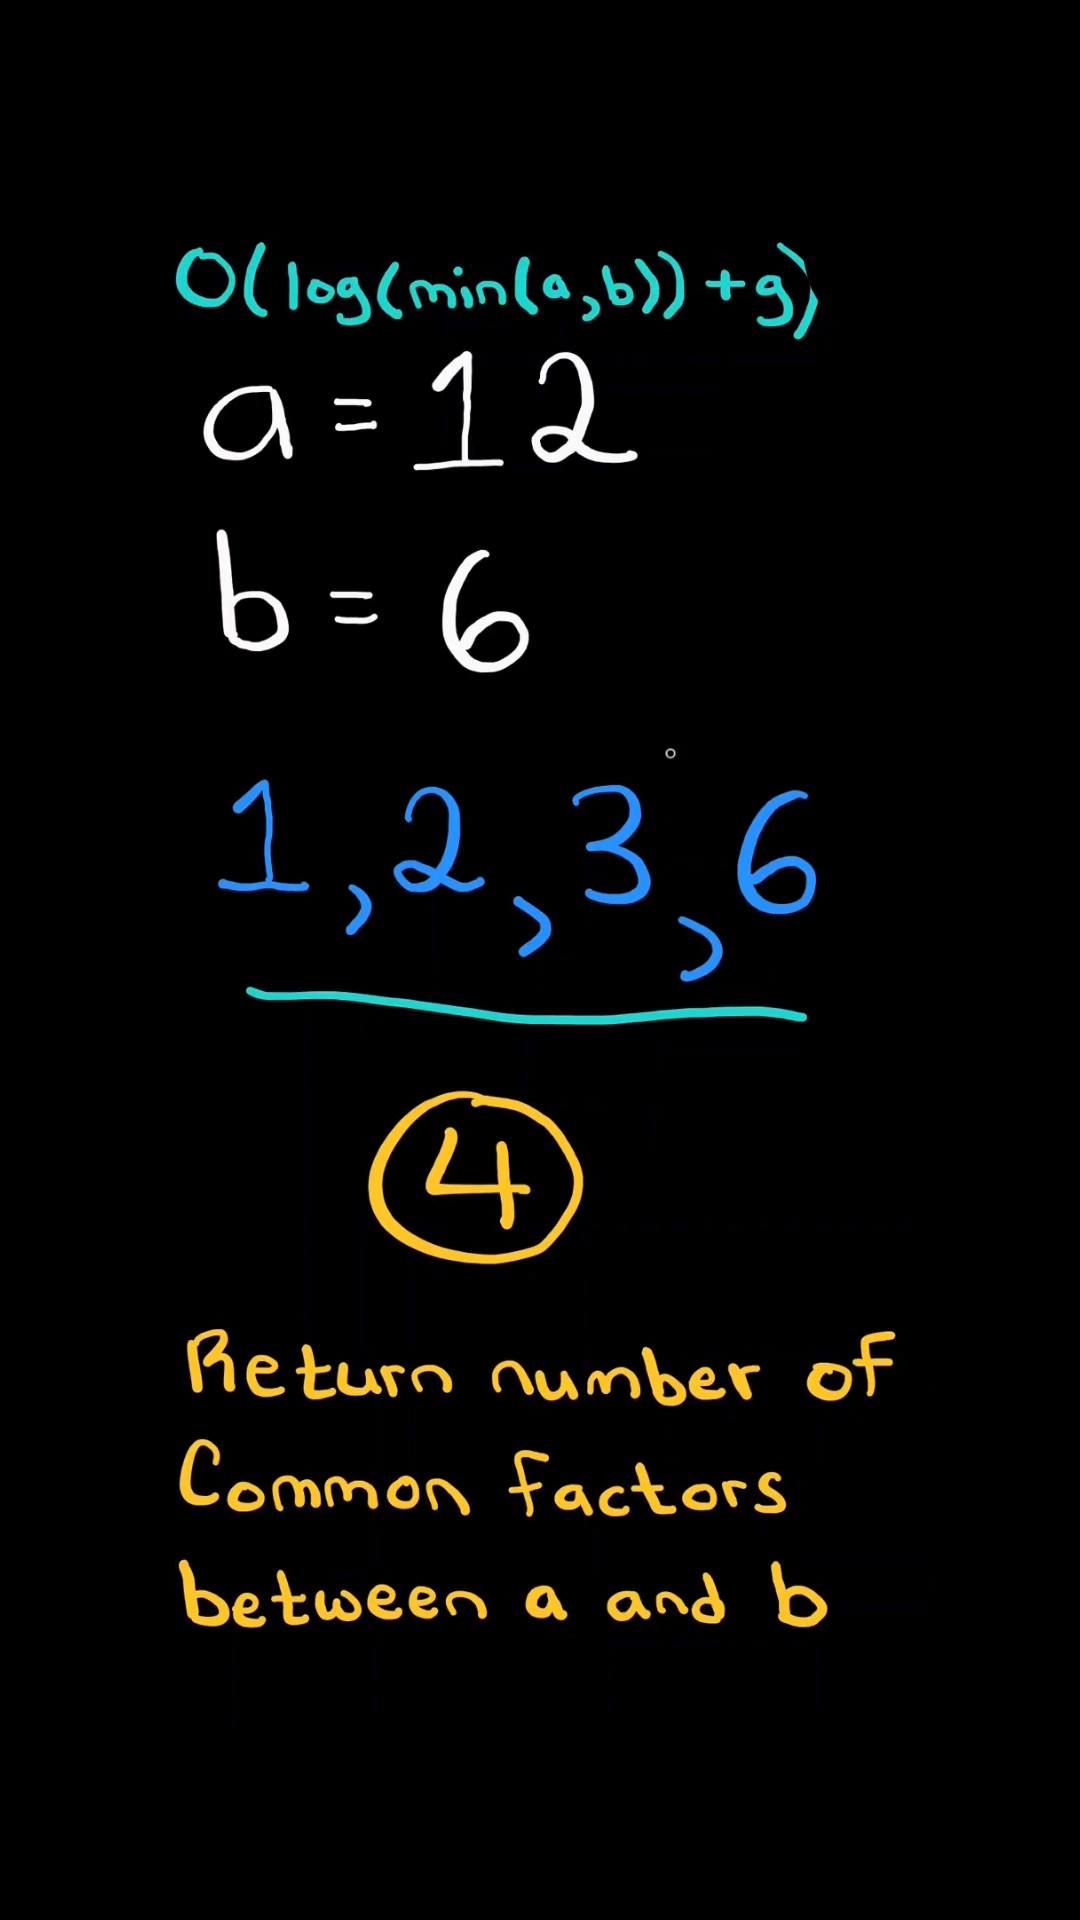 O(log(min(a,b))+g)
a = 12
b = 6
1, 2, 3, 6
4
Return number of
Common factors
between a and b